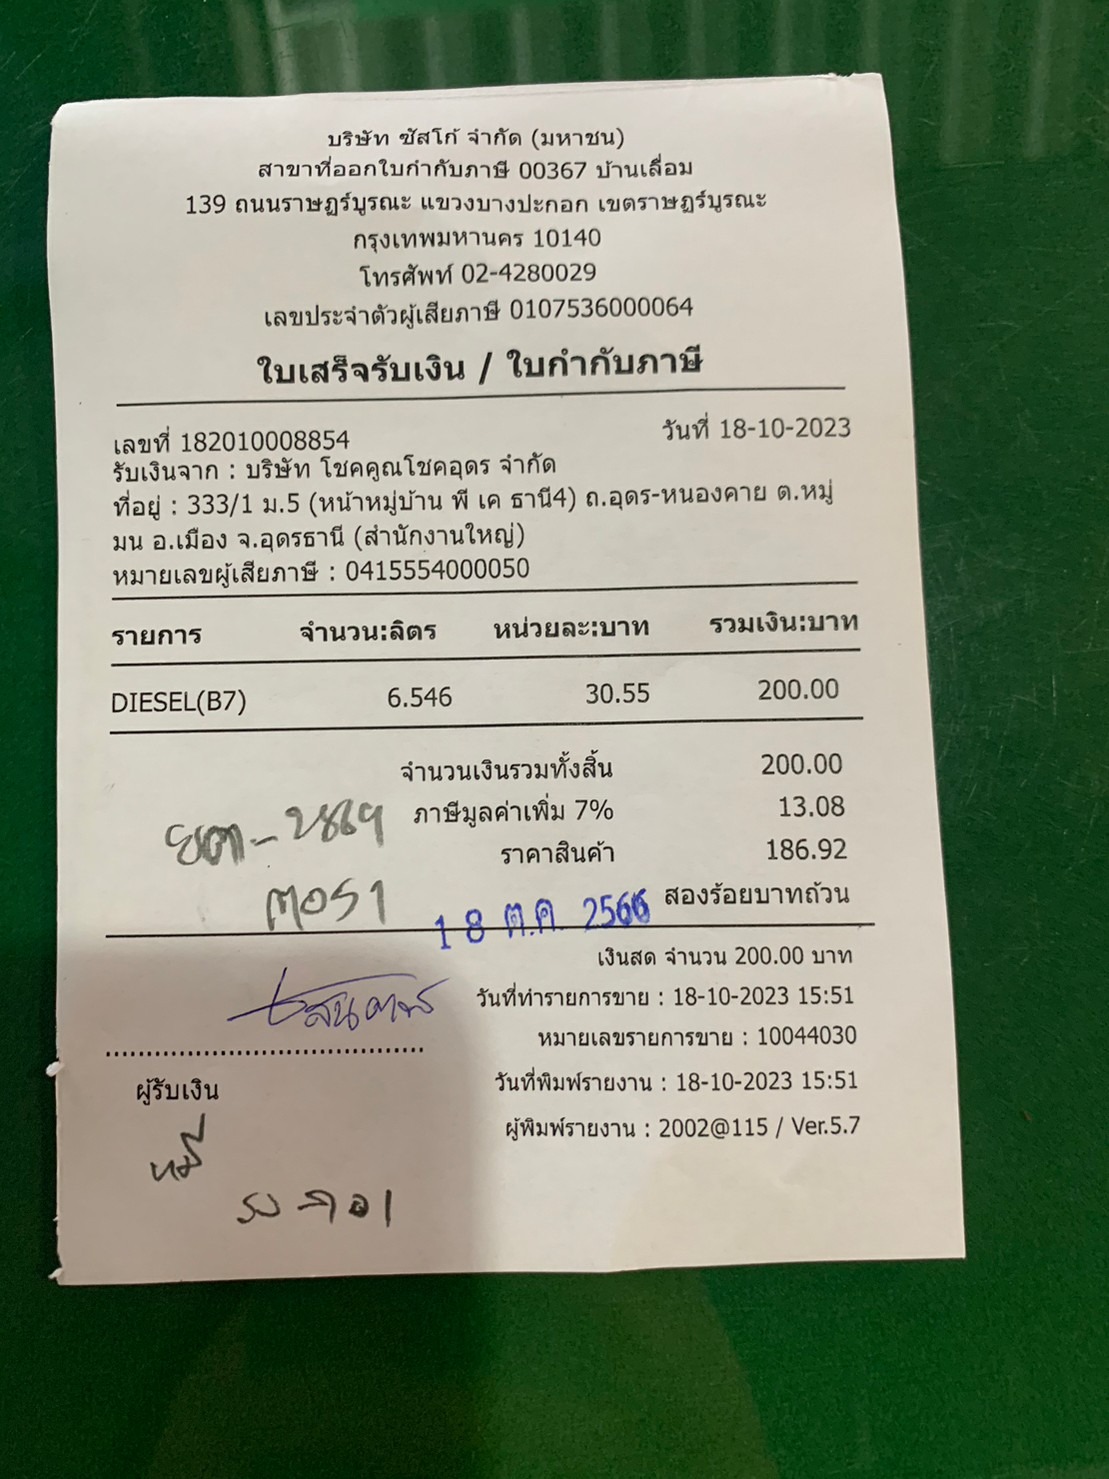 บริษัท ซัสโก้ จำกัด (มหาชน)
สาขาที่ออกใบกำกับภาษี 00367 บ้านเลื่อม
139 ถนนราษฏร์บูรณะ แขวงบางปะกอก เขตราษฏร์บูรณะ
กรุงเทพมหานคร 10140
โทรศัพท์ 02-4280029
เลขประจำตัวผู้เสียภาษี 0107536000064
ใบเสร็จรับเงิน / ใบกำกับภาษี
เลขที่ 182010008854 วันที่ 18-10-2023
รับเงินจาก : บริษัท โชคคูณโชคอุดร จำกัด
ที่อยู่ : 333/1 ม.5 (หน้าหมู่บ้าน พี เค ธานี4) ถ.อุดร-หนองคาย ต.หมู่
มน อ.เมือง จ.อุดรธานี (สำนักงานใหญ่)
หมายเลขผู้เสียภาษี : 0415554000050
รายการ จำนวน:ลิตร หน่วยละ:บาท รวมเงิน:บาท
DIESEL(B7) 6.546 30.55 200.00
จำนวนเงินรวมทั้งสิ้น 200.00
ภาษีมูลค่าเพิ่ม 7% 13.08
ราคาสินค้า 186.92
สองร้อยบาทถ้วน
18 ต.ค. 2566
เงินสด จำนวน 200.00 บาท
วันที่ทำรายการขาย : 18-10-2023 15:51
หมายเลขรายการขาย : 10044030
ผู้รับเงิน
วันที่พิมพ์รายงาน : 18-10-2023 15:51
ผู้พิมพ์รายงาน : 2002@115 / Ver.5.7